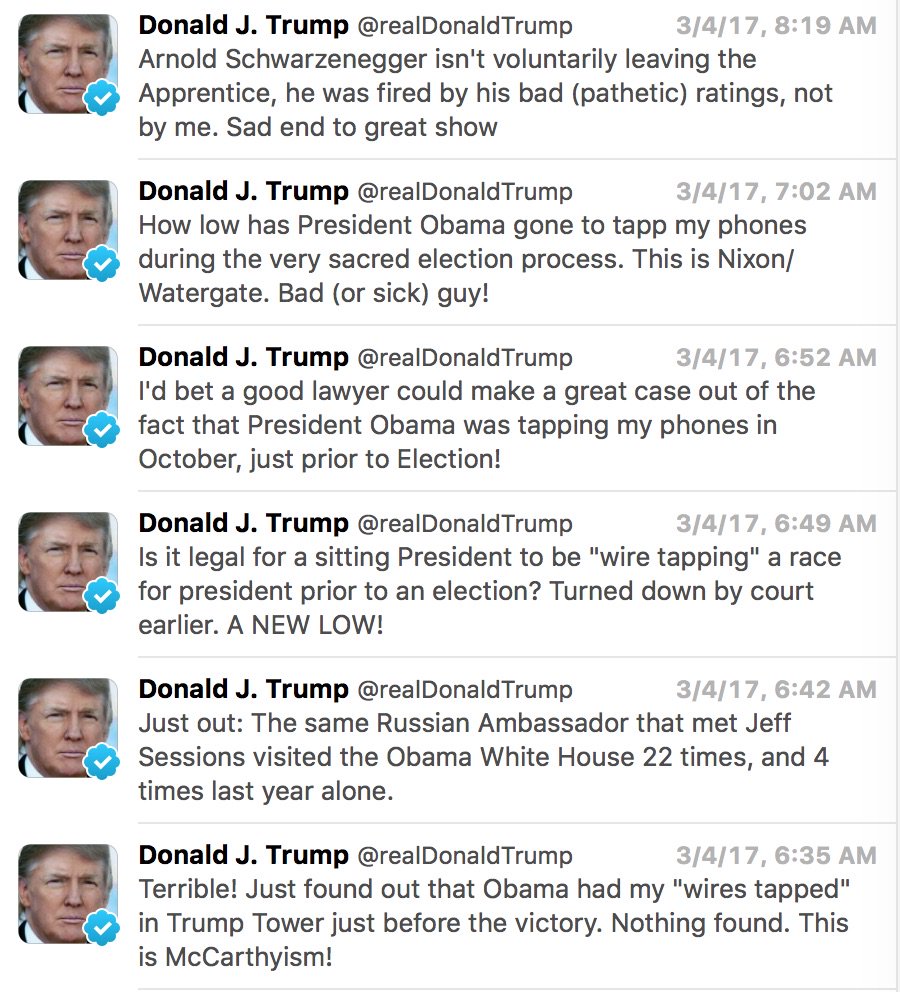 Donald J. Trump @realDonaldTrump 3/4/17, 8:19 AM
Arnold Schwarzenegger isn't voluntarily leaving the
Apprentice, he was fired by his bad (pathetic) ratings, not
by me. Sad end to great show
Donald J. Trump @realDonaldTrump 3/4/17, 7:02 AM
How low has President Obama gone to tapp my phones
during the very sacred election process. This is Nixon/
Watergate. Bad (or sick) guy!
Donald J. Trump @realDonaldTrump 3/4/17, 6:52 AM
I'd bet a good lawyer could make a great case out of the
fact that President Obama was tapping my phones in
October, just prior to Election!
Donald J. Trump @realDonaldTrump 3/4/17, 6:49 AM
Is it legal for a sitting President to be "wire tapping" a race
for president prior to an election? Turned down by court
earlier. A NEW LOW!
Donald J. Trump @realDonaldTrump 3/4/17, 6:42 AM
Just out: The same Russian Ambassador that met Jeff
Sessions visited the Obama White House 22 times, and 4
times last year alone.
Donald J. Trump @realDonaldTrump 3/4/17, 6:35 AM
Terrible! Just found out that Obama had my "wires tapped"
in Trump Tower just before the victory. Nothing found. This
is McCarthyism!